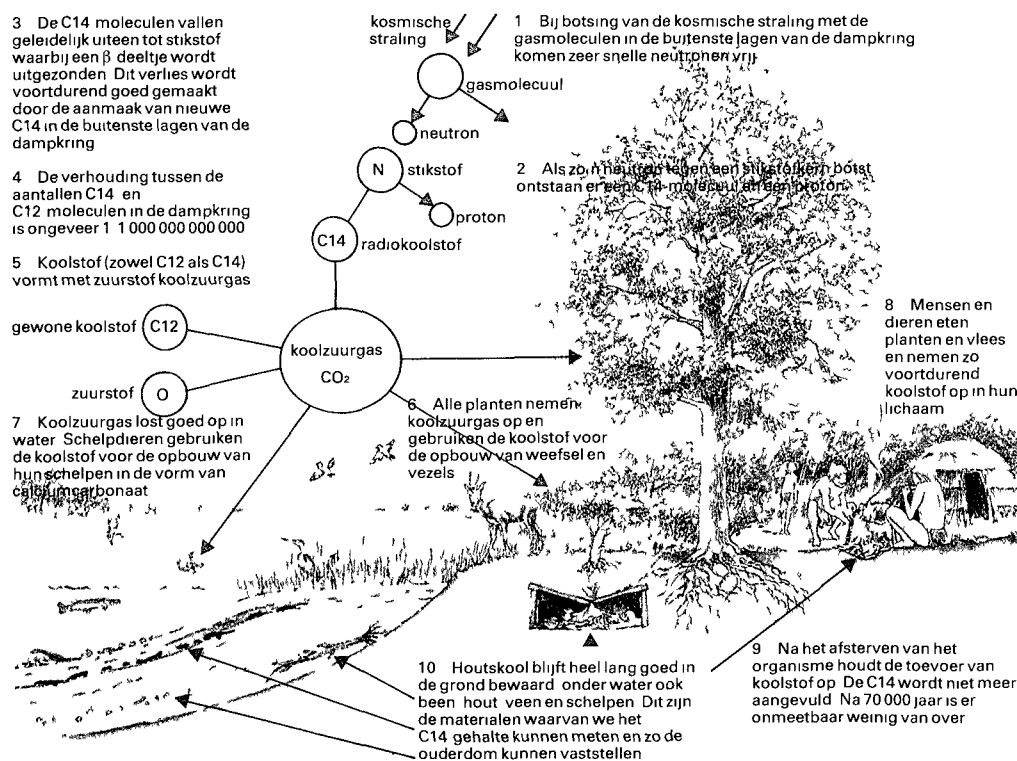 3 De C14 moleculen vallen
geleidelijk uiteen tot stikstof
waarbij een β deeltje wordt
uitgezonden Dit verlies wordt
voortdurend goed gemaakt
door de aanmaak van nieuwe
C14 in de buitenste lagen van de
dampkring
4 De verhouding tussen de
aantallen C14 en
C12 moleculen in de dampkring
is ongeveer 1 1 000 000 000 000
5 Koolstof (zowel C12 als C14)
vormt met zuurstof koolzuurgas
kosmische
straling
gasmolecuul
neutron
N
stikstof
proton
C14
radiokoolstof
gewone koolstof
C12
zuurstof
O
koolzuurgas
CO₂
1 Bij botsing van de kosmische straling met de
gasmoleculen in de buitenste lagen van de dampkring
komen zeer snelle neutronen vrij
2 Als zo'n neutron tegen een stikstofkern botst
ontstaan er een C14-molecuul en een proton
8 Mensen en
dieren eten
planten en vlees
en nemen zo
voortdurend
koolstof op in hun
lichaam
7 Koolzuurgas lost goed op in
water Schelpdieren gebruiken
de koolstof voor de opbouw van
hun schelpen in de vorm van
calciumcarbonaat
6 Alle planten nemen
koolzuurgas op en
gebruiken de koolstof voor
de opbouw van weefsel en
vezels
10 Houtskool blijft heel lang goed in
de grond bewaard onder water ook
been hout veen en schelpen Dit zijn
de materialen waarvan we het
C14 gehalte kunnen meten en zo de
ouderdom kunnen vaststellen
9 Na het afsterven van het
organisme houdt de toevoer van
koolstof op De C14 wordt niet meer
aangevuld Na 70 000 jaar is er
onmeetbaar weinig van over